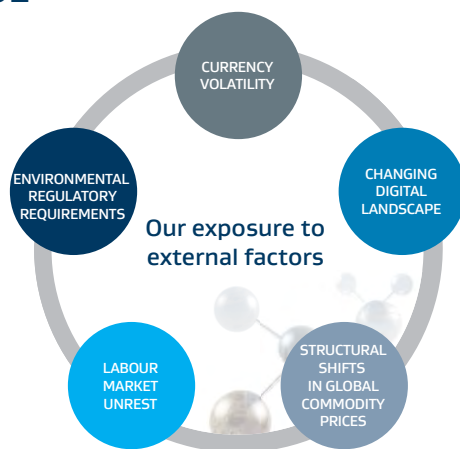 CURRENCY
VOLATILITY
ENVIRONMENTAL
REGULATORY
REQUIREMENTS
CHANGING
DIGITAL
LANDSCAPE
Our exposure to
external factors
LABOUR
MARKET
UNREST
STRUCTURAL
SHIFTS
IN GLOBAL
COMMODITY
PRICES